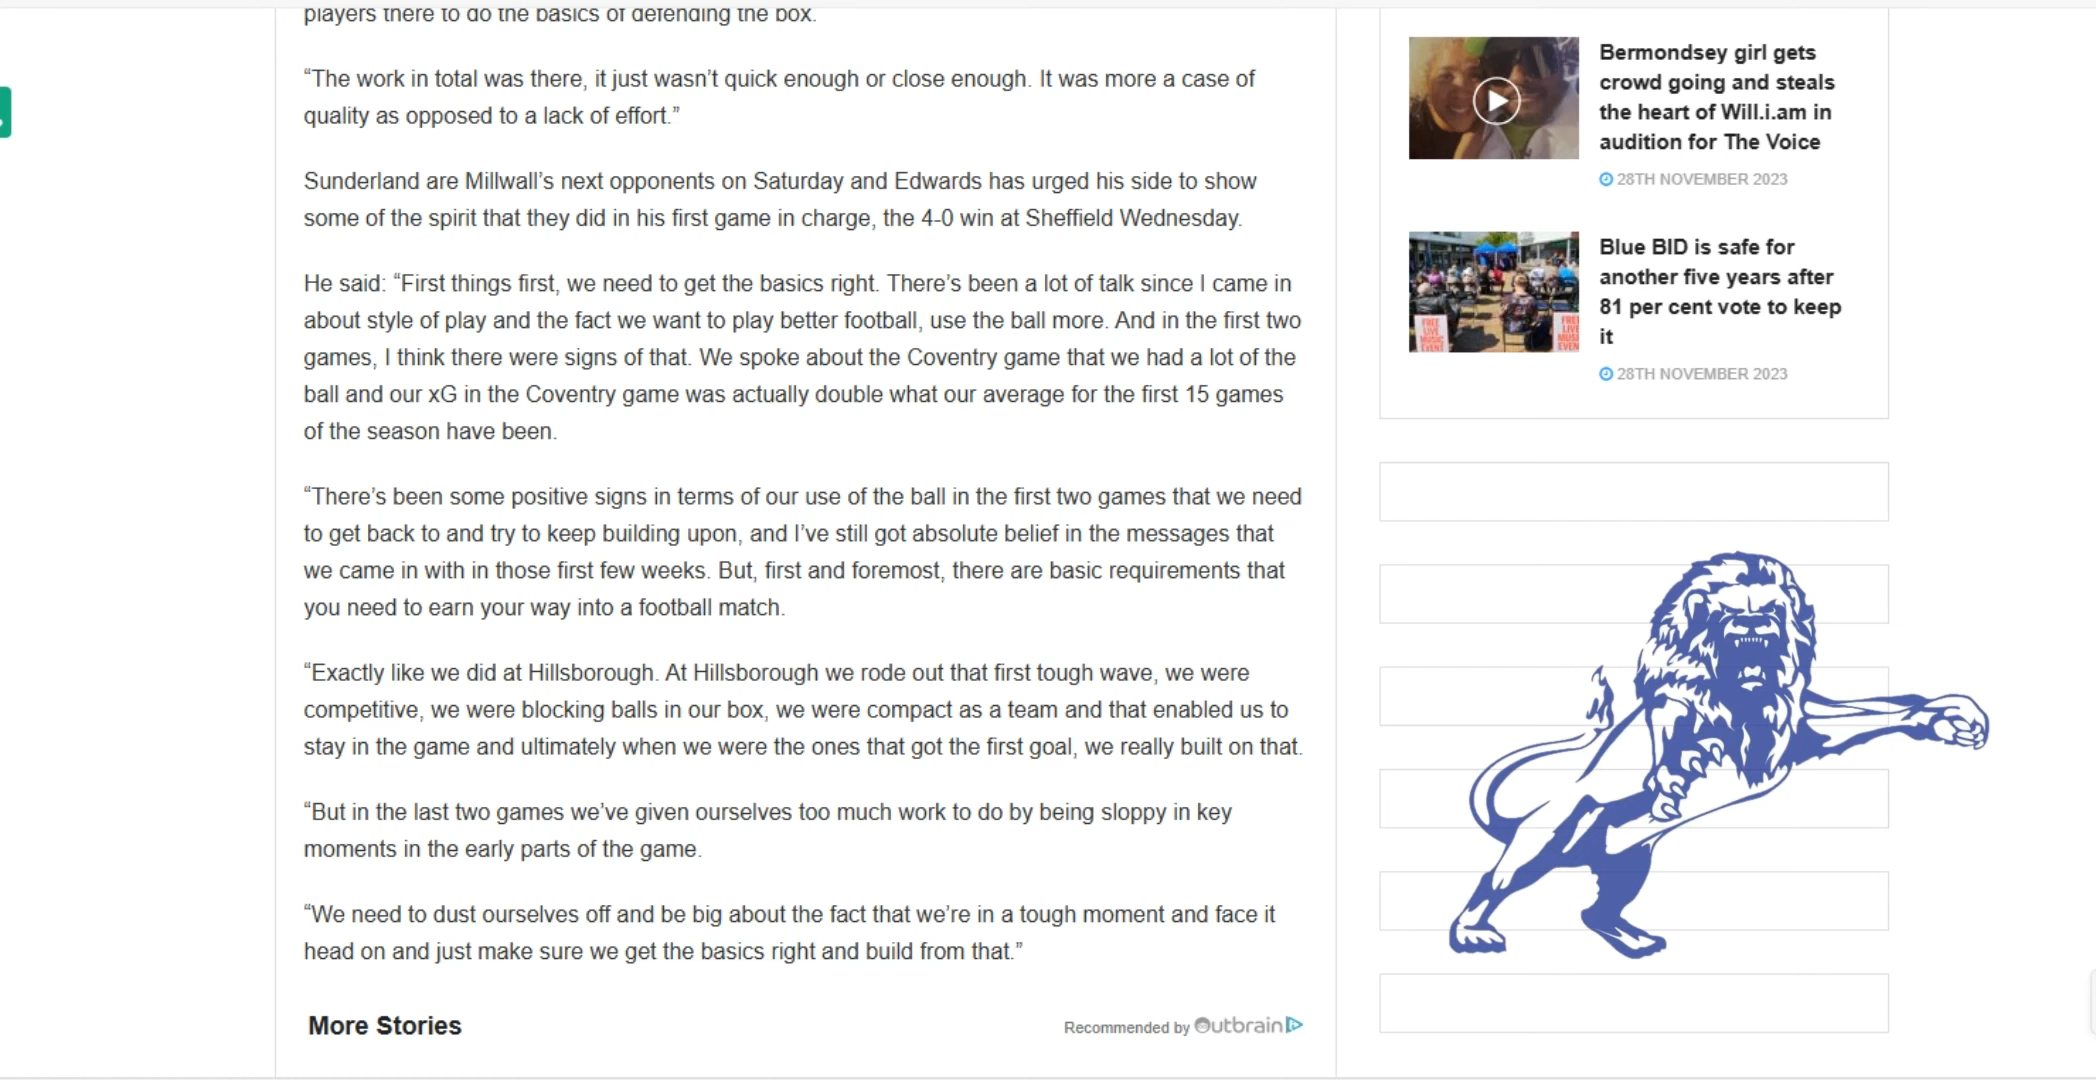 players there to do the basics of defending the box.
“The work in total was there, it just wasn’t quick enough or close enough. It was more a case of
quality as opposed to a lack of effort.”
Sunderland are Millwall’s next opponents on Saturday and Edwards has urged his side to show
some of the spirit that they did in his first game in charge, the 4-0 win at Sheffield Wednesday.
He said: “First things first, we need to get the basics right. There’s been a lot of talk since I came in
about style of play and the fact we want to play better football, use the ball more. And in the first two
games, I think there were signs of that. We spoke about the Coventry game that we had a lot of the
ball and our xG in the Coventry game was actually double what our average for the first 15 games
of the season have been.
“There’s been some positive signs in terms of our use of the ball in the first two games that we need
to get back to and try to keep building upon, and I’ve still got absolute belief in the messages that
we came in with in those first few weeks. But, first and foremost, there are basic requirements that
you need to earn your way into a football match.
“Exactly like we did at Hillsborough. At Hillsborough we rode out that first tough wave, we were
competitive, we were blocking balls in our box, we were compact as a team and that enabled us to
stay in the game and ultimately when we were the ones that got the first goal, we really built on that.
“But in the last two games we’ve given ourselves too much work to do by being sloppy in key
moments in the early parts of the game.
“We need to dust ourselves off and be big about the fact that we’re in a tough moment and face it
head on and just make sure we get the basics right and build from that.”
More Stories
Recommended by Outbrain
Bermondsey girl gets
crowd going and steals
the heart of Will.i.am in
audition for The Voice
28TH NOVEMBER 2023
FREE
LIVE
MUSIC
EVENT
FRE
LIVE
MUSI
EVEN
Blue BID is safe for
another five years after
81 per cent vote to keep
it
28TH NOVEMBER 2023